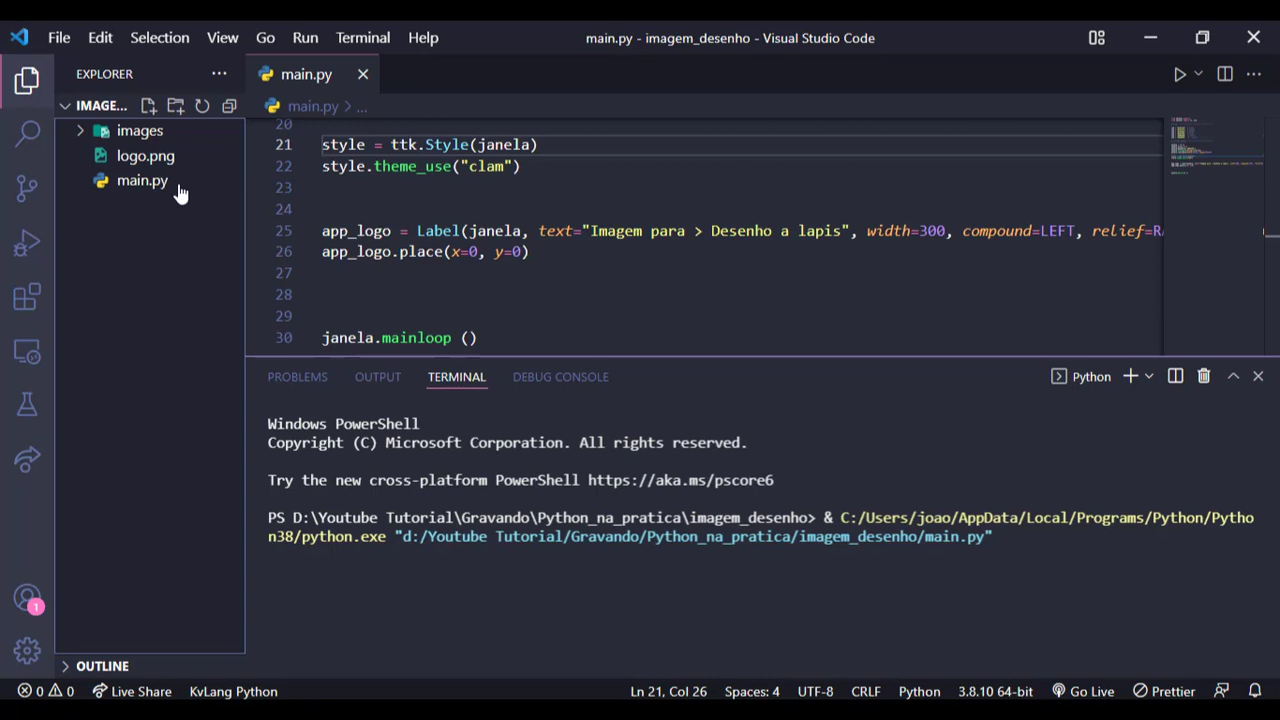 File Edit Selection View Go Run Terminal Help
main.py - imagem_desenho - Visual Studio Code
EXPLORER
IMAGE...
images
logo.png
main.py
OUTLINE
main.py
main.py > ...
20
21 style = ttk.Style(janela)
22 style.theme_use("clam")
23
24
25 app_logo = Label(janela, text="Imagem para > Desenho a lapis", width=300, compound=LEFT, relief=RA
26 app_logo.place(x=0, y=0)
27
28
29
30 janela.mainloop ()
PROBLEMS OUTPUT TERMINAL DEBUG CONSOLE
Python
Windows PowerShell
Copyright (C) Microsoft Corporation. All rights reserved.
Try the new cross-platform PowerShell https://aka.ms/pscore6
PS D:\Youtube Tutorial\Gravando\Python_na_pratica\imagem_desenho> & C:/Users/joao/AppData/Local/Programs/Python/Pytho
n38/python.exe "d:/Youtube Tutorial/Gravando/Python_na_pratica/imagem_desenho/main.py"
1
0 0 Live Share KvLang Python Ln 21, Col 26 Spaces: 4 UTF-8 CRLF Python 3.8.10 64-bit Go Live Prettier